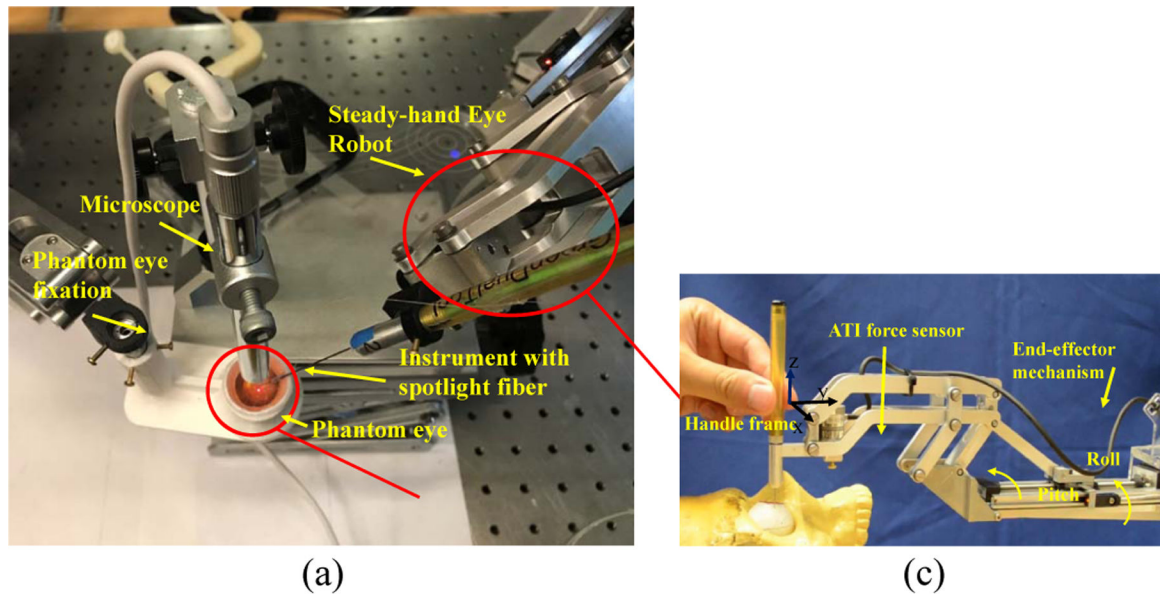 Steady-hand Eye
Robot
Microscope
Phantom eye
fixation
Instrument with
spotlight fiber
Phantom eye
ATI force sensor
End-effector
mechanism
Z
Y
X
Handle frame
Roll
Pitch
(a)
(c)